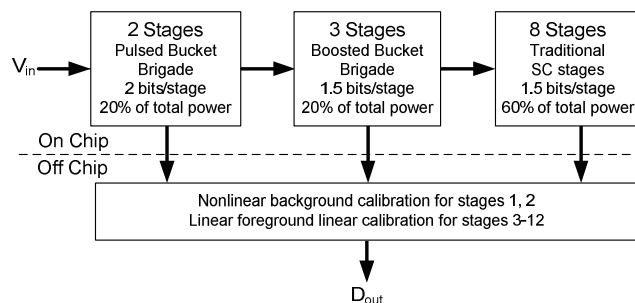 V_in
2 Stages
Pulsed Bucket
Brigade
2 bits/stage
20% of total power
3 Stages
Boosted Bucket
Brigade
1.5 bits/stage
20% of total power
8 Stages
Traditional
SC stages
1.5 bits/stage
60% of total power
On Chip
Off Chip
Nonlinear background calibration for stages 1, 2
Linear foreground linear calibration for stages 3-12
D_out